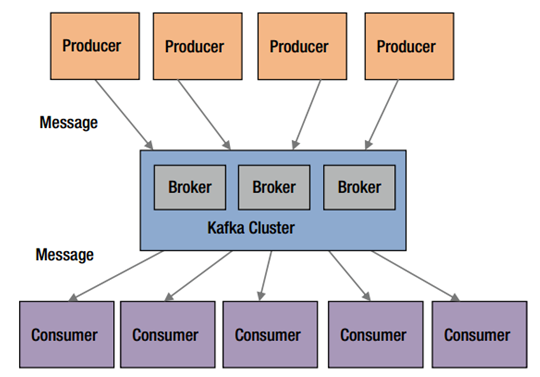 Producer
Producer
Producer
Producer
Message
Broker
Broker
Broker
Kafka Cluster
Message
Consumer
Consumer
Consumer
Consumer
Consumer